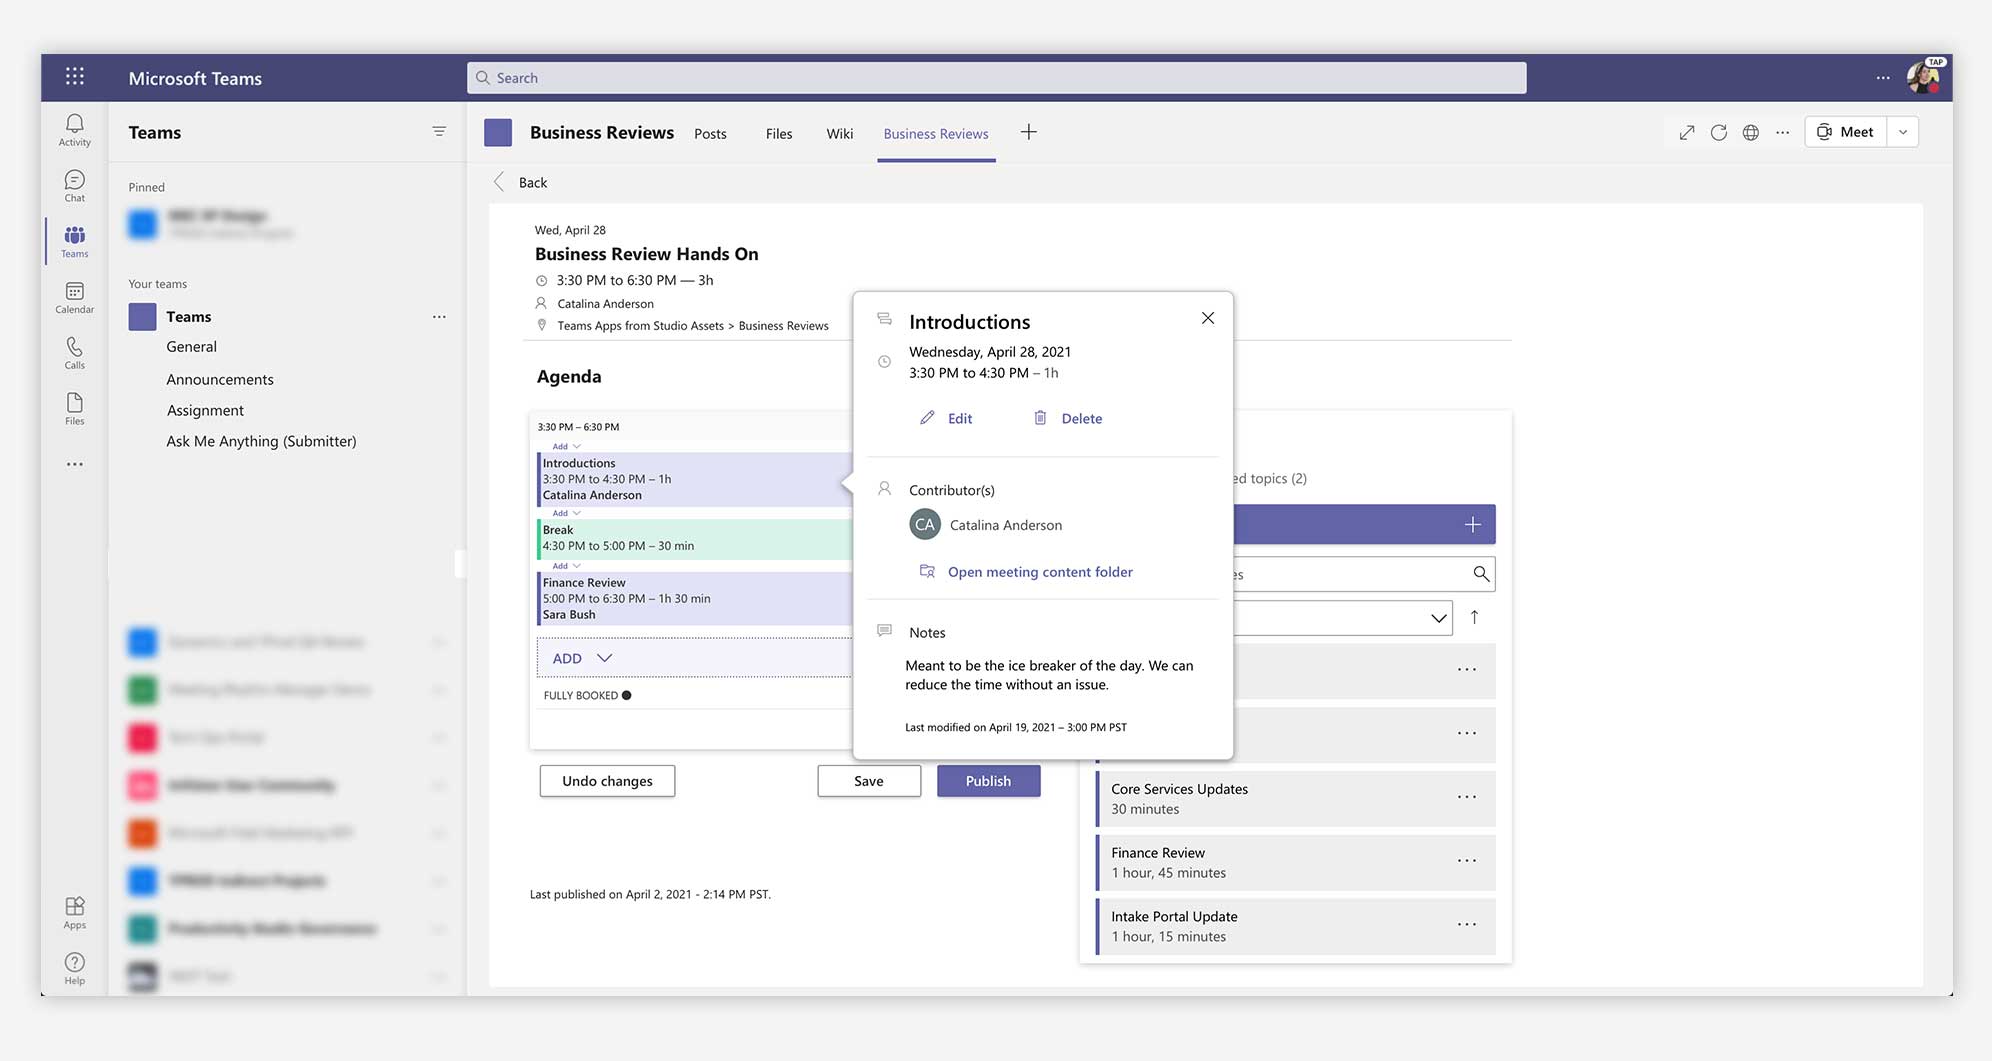 Microsoft Teams
Search
TAP
Activity
Chat
Teams
Calendar
Calls
Files
Apps
Help
Teams
Pinned
Your teams
Teams
General
Announcements
Assignment
Ask Me Anything (Submitter)
Business Reviews
Posts
Files
Wiki
Business Reviews
Meet
Back
Wed, April 28
Business Review Hands On
3:30 PM to 6:30 PM — 3h
Catalina Anderson
Teams Apps from Studio Assets > Business Reviews
Agenda
3:30 PM – 6:30 PM
Add
Introductions
3:30 PM to 4:30 PM – 1h
Catalina Anderson
Add
Break
4:30 PM to 5:00 PM – 30 min
Add
Finance Review
5:00 PM to 6:30 PM – 1h 30 min
Sara Bush
ADD
FULLY BOOKED
Undo changes
Save
Publish
Last published on April 2, 2021 - 2:14 PM PST.
Introductions
Wednesday, April 28, 2021
3:30 PM to 4:30 PM – 1h
Edit
Delete
Contributor(s)
CA
Catalina Anderson
Open meeting content folder
Notes
Meant to be the ice breaker of the day. We can
reduce the time without an issue.
Last modified on April 19, 2021 – 3:00 PM PST
topics (2)
Core Services Updates
30 minutes
Finance Review
1 hour, 45 minutes
Intake Portal Update
1 hour, 15 minutes